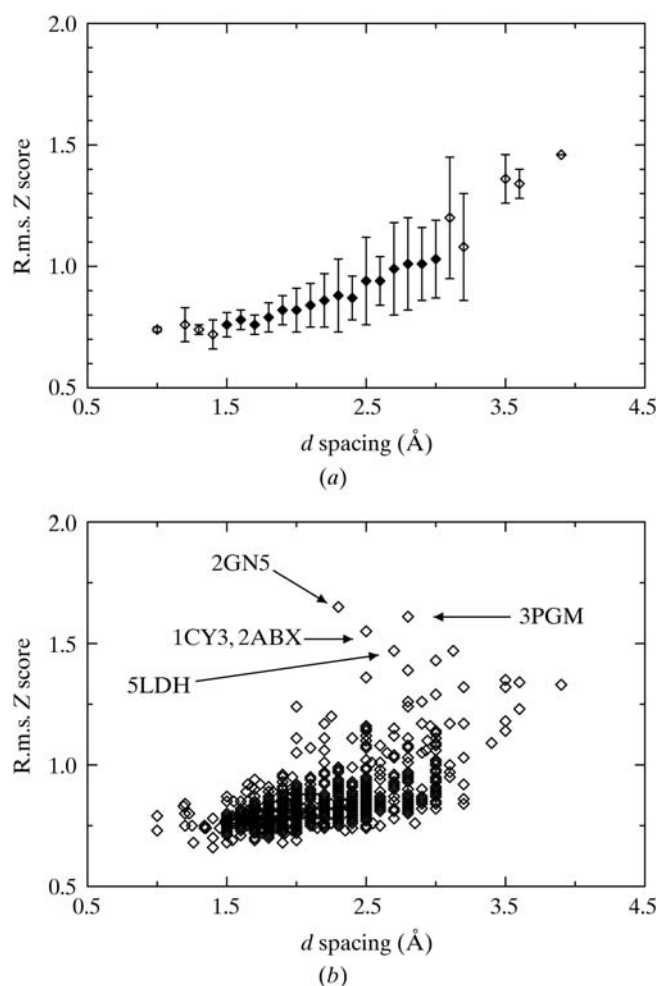 2.0
1.5
1.0
0.5
R.m.s. Z score
0.5 1.5 2.5 3.5 4.5
d spacing (Å)
(a)
2.0
1.5
1.0
0.5
R.m.s. Z score
2GN5
3PGM
1CY3, 2ABX
5LDH
0.5 1.5 2.5 3.5 4.5
d spacing (Å)
(b)